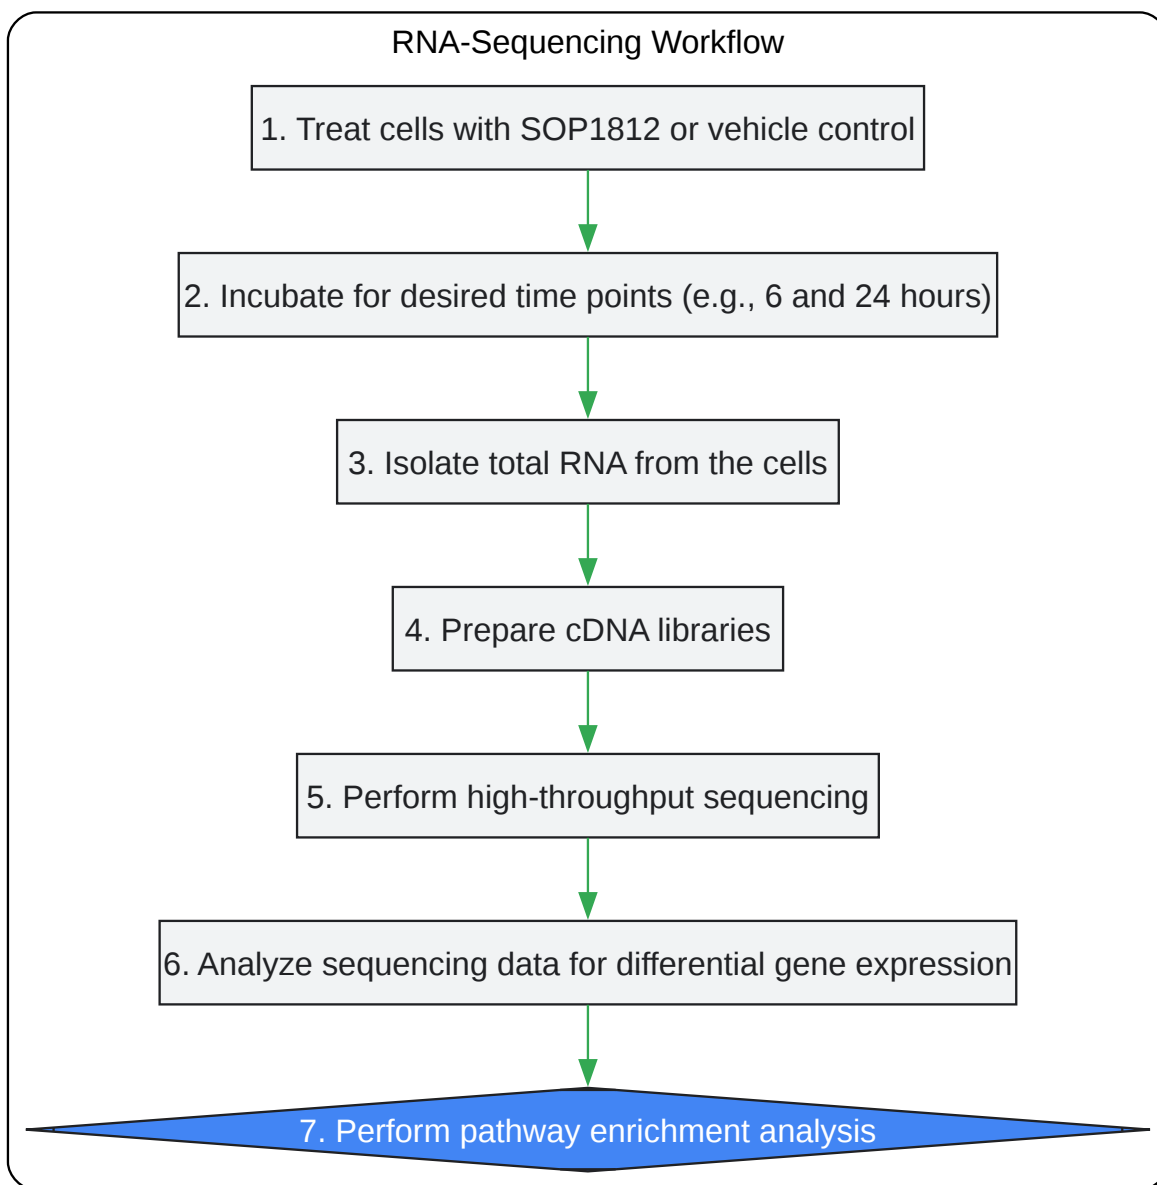 RNA-Sequencing Workflow
1. Treat cells with SOP1812 or vehicle control
2. Incubate for desired time points (e.g., 6 and 24 hours)
3. Isolate total RNA from the cells
4. Prepare cDNA libraries
5. Perform high-throughput sequencing
6. Analyze sequencing data for differential gene expression
7. Perform pathway enrichment analysis